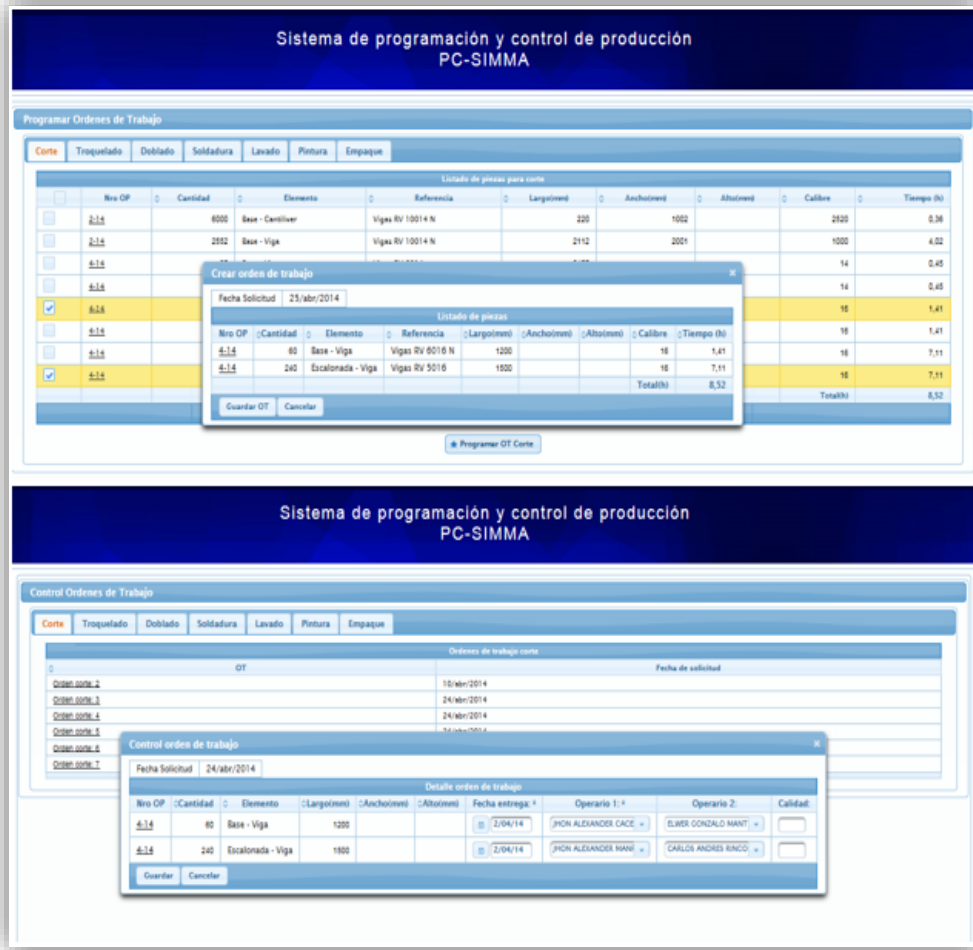 Sistema de programación y control de producción
PC-SIMMA
Programar Ordenes de Trabajo
Corte Troquelado Doblado Soldadura Lavado Pintura Empaque
Listado de piezas para corte
Nro OP Cantidad Elemento Referencia Largo(mm) Ancho(mm) Alto(mm) Calibre Tiempo (h)
2-14 6000 Base - Cantiliver Vigas RV 10014 N 220 1002 2520 0,36
2-14 2552 Base - Viga Vigas RV 10014 N 2112 2001 1000 4,02
4-14 14 0,45
4-14 14 0,45
4-14 16 1,41
4-14 16 1,41
4-14 16 7,11
4-14 16 7,11
Total(h) 8,52
Crear orden de trabajo
Fecha Solicitud 25/abr/2014
Listado de piezas
Nro OP Cantidad Elemento Referencia Largo(mm) Ancho(mm) Alto(mm) Calibre Tiempo (h)
4-14 60 Base - Viga Vigas RV 6016 N 1200 16 1,41
4-14 240 Escalonada - Viga Vigas RV 5016 1500 16 7,11
Total(h) 8,52
Guardar OT Cancelar
Programar OT Corte
Sistema de programación y control de producción
PC-SIMMA
Control Ordenes de Trabajo
Corte Troquelado Doblado Soldadura Lavado Pintura Empaque
Ordenes de trabajo corte
OT Fecha de solicitud
Orden corte: 2 10/abr/2014
Orden corte: 3 24/abr/2014
Orden corte: 4 24/abr/2014
Orden corte: 5
Orden corte: 6
Orden corte: 7
Control orden de trabajo
Fecha Solicitud 24/abr/2014
Detalle orden de trabajo
Nro OP Cantidad Elemento Largo(mm) Ancho(mm) Alto(mm) Fecha entrega: * Operario 1: * Operario 2: Calidad:
4-14 60 Base - Viga 1200 2/04/14 JHON ALEXANDER CACE ELWER GONZALO MANT
4-14 240 Escalonada - Viga 1500 2/04/14 JHON ALEXANDER MANR CARLOS ANDRES RINCO
Guardar Cancelar